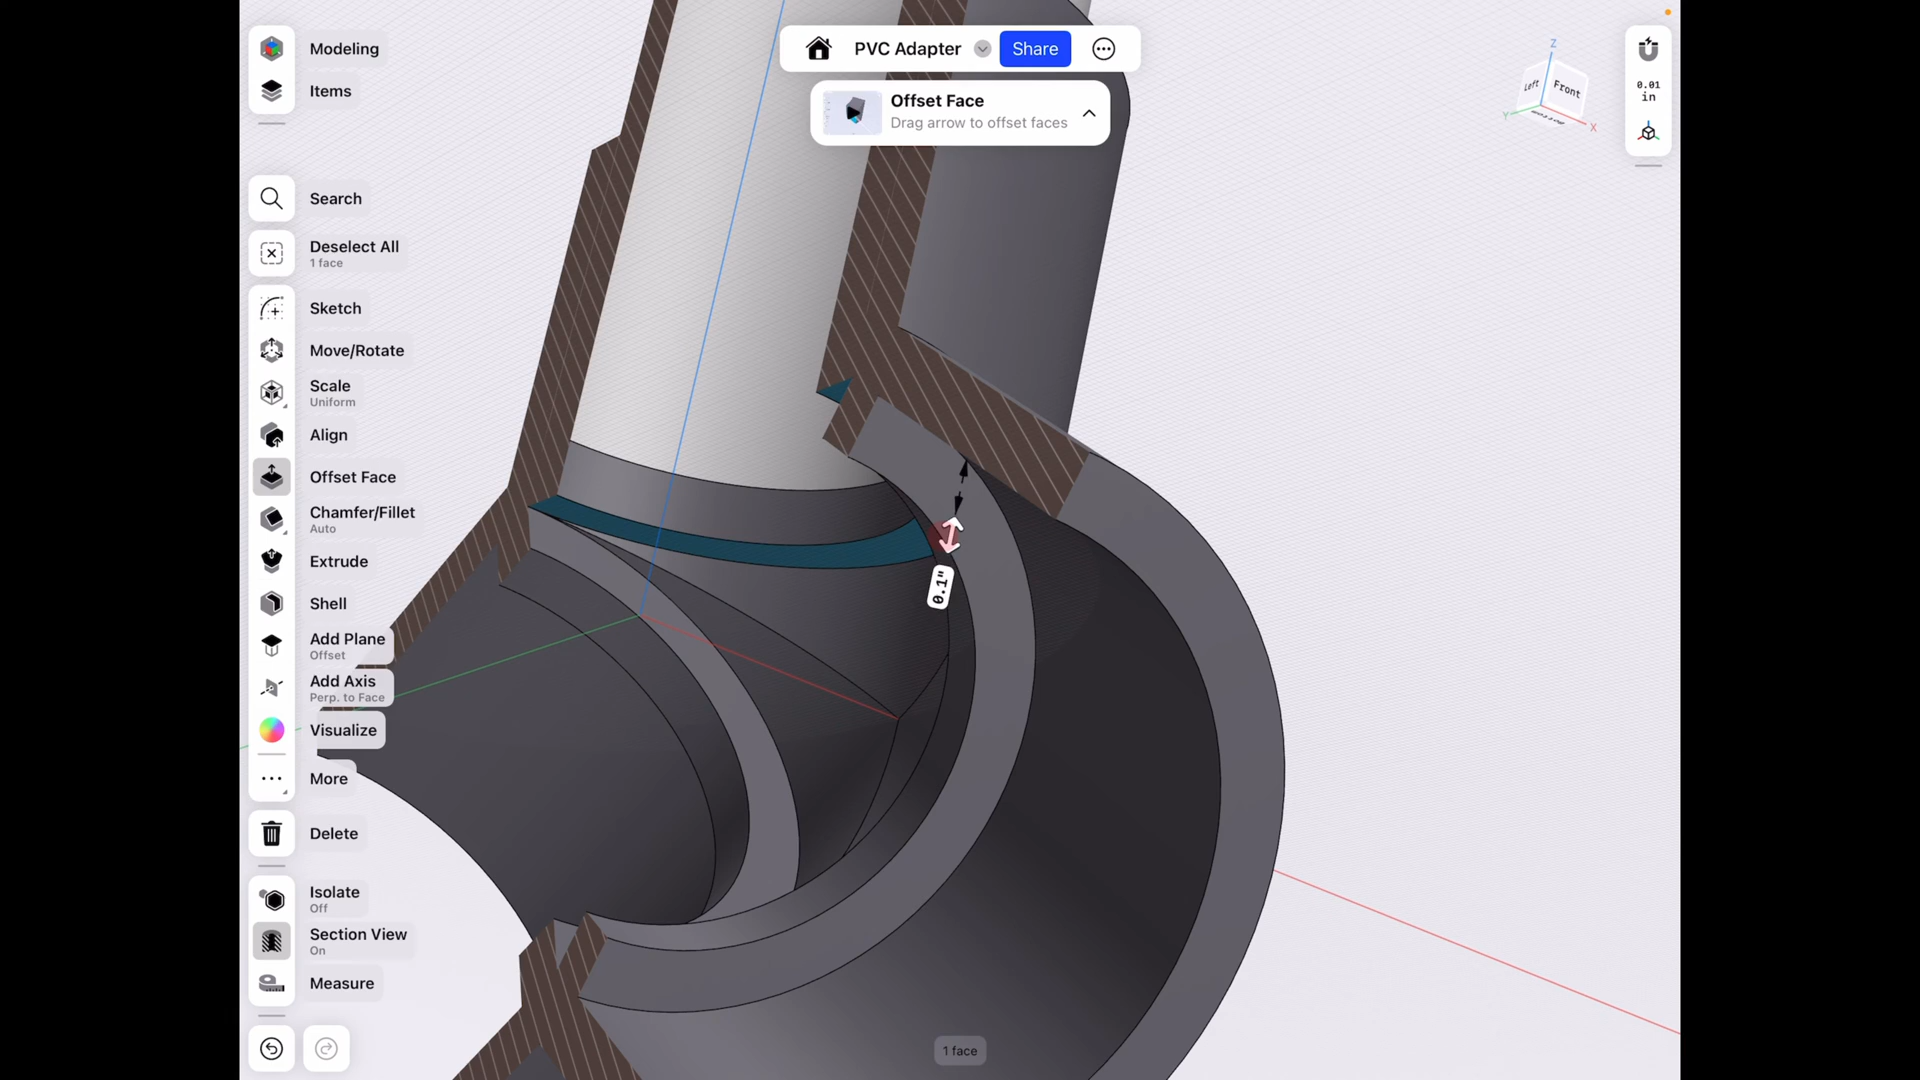 PVC Adapter
Share
Offset Face
Drag arrow to offset faces
Modeling
Items
Search
Deselect All
1 face
Sketch
Move/Rotate
Scale
Uniform
Align
Offset Face
Chamfer/Fillet
Auto
Extrude
Shell
Add Plane
Offset
Add Axis
Perp. to Face
Visualize
More
Delete
Isolate
Off
Section View
On
Measure
0.1"
1 face
Z
Left
Front
Y
X
0.01
in